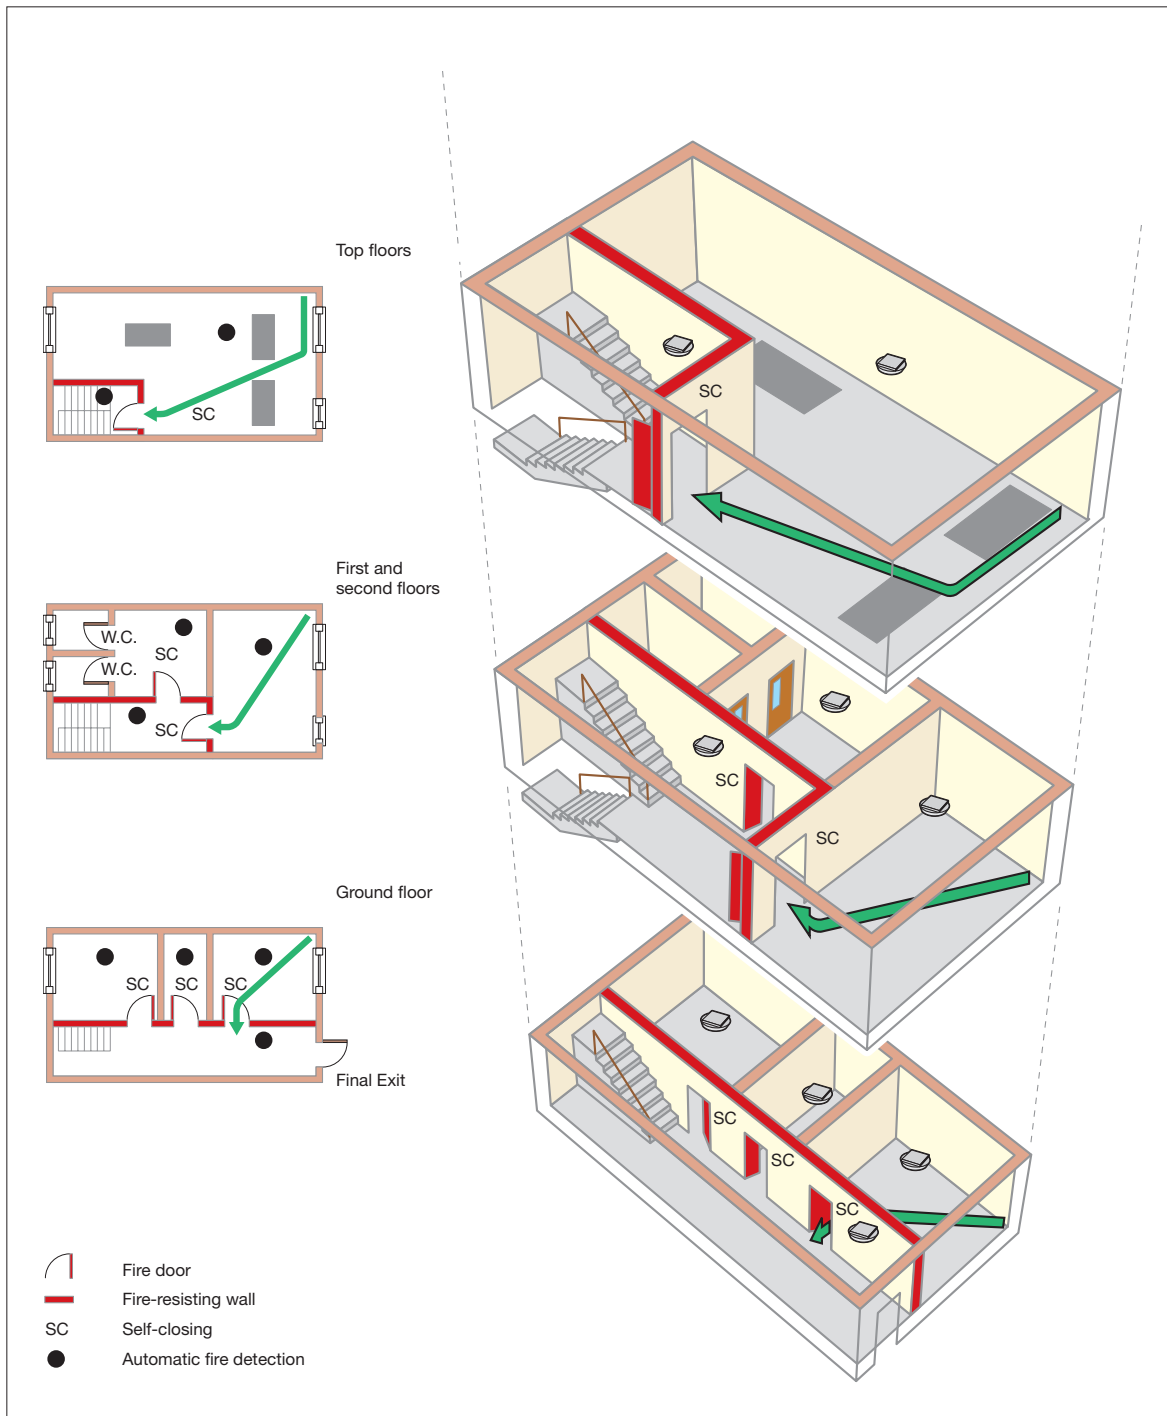 Top floors
SC
SC
First and
second floors
W.C.
SC
W.C.
SC
SC
SC
Ground floor
SC
SC
SC
SC
SC
SC
Final Exit
Fire door
Fire-resisting wall
SC
Self-closing
Automatic fire detection